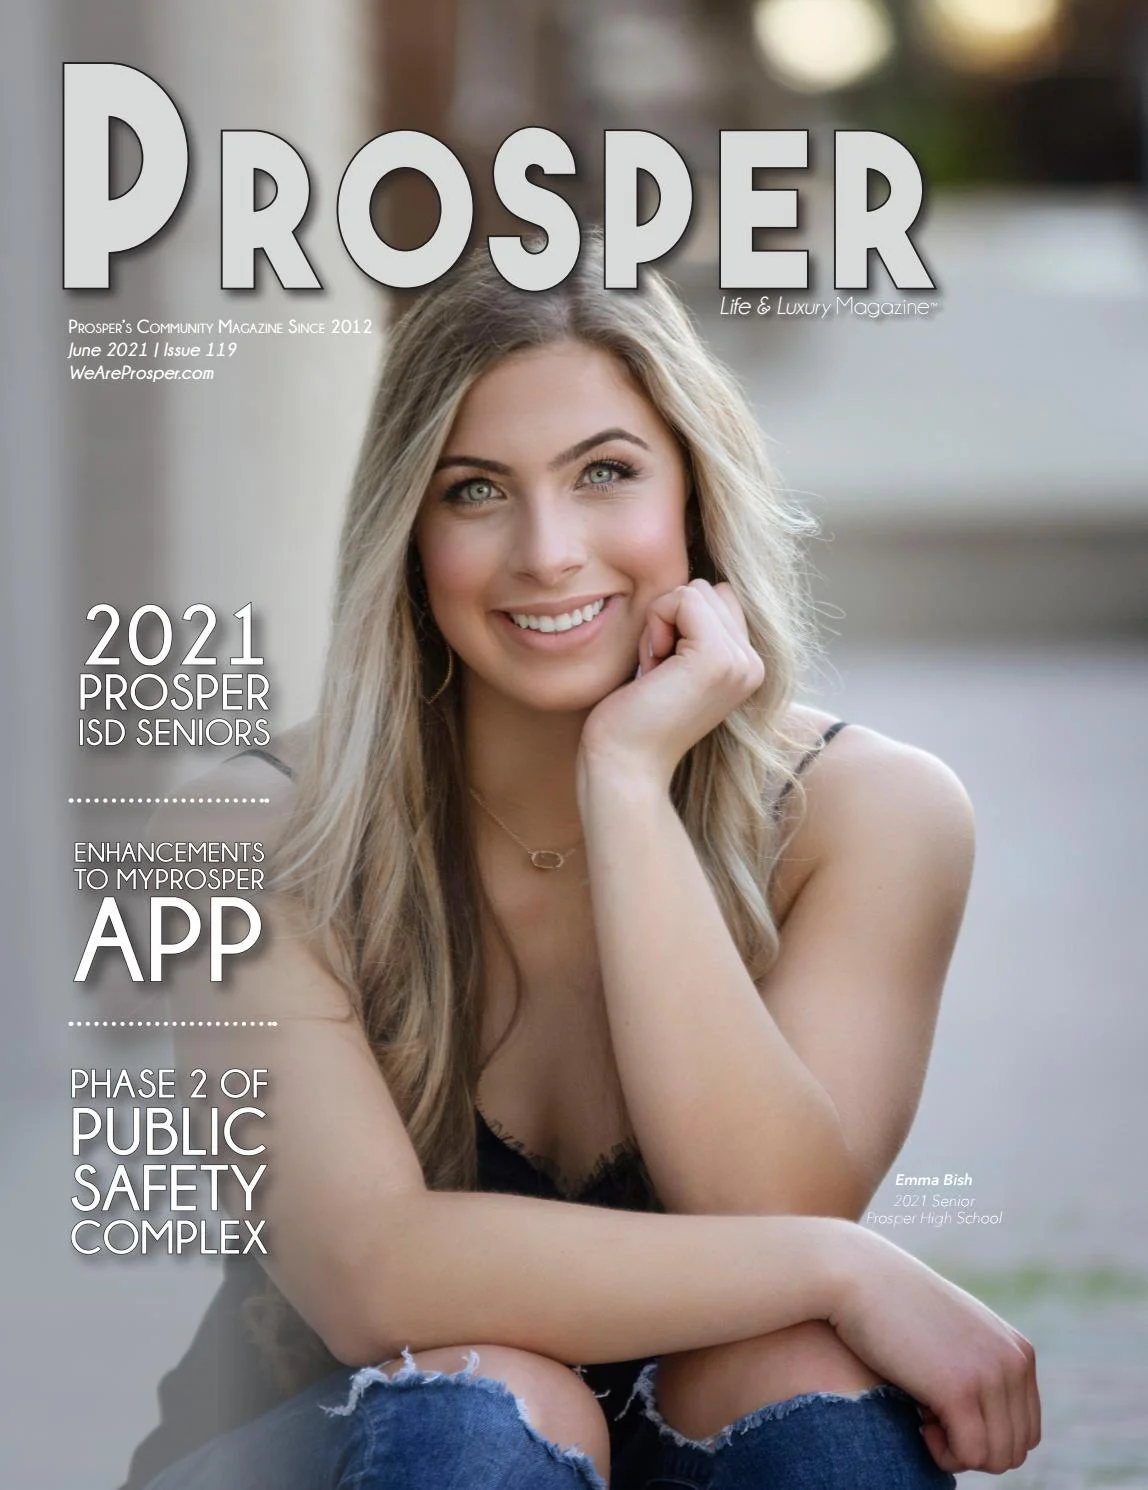 PROSPER
Life & Luxury Magazine™
PROSPER'S COMMUNITY MAGAZINE SINCE 2012
June 2021 | Issue 119
WeAreProsper.com
2021
PROSPER
ISD SENIORS
ENHANCEMENTS
TO MYPROSPER
APP
PHASE 2 OF
PUBLIC
SAFETY
COMPLEX
Emma Bish
2021 Senior
Prosper High School